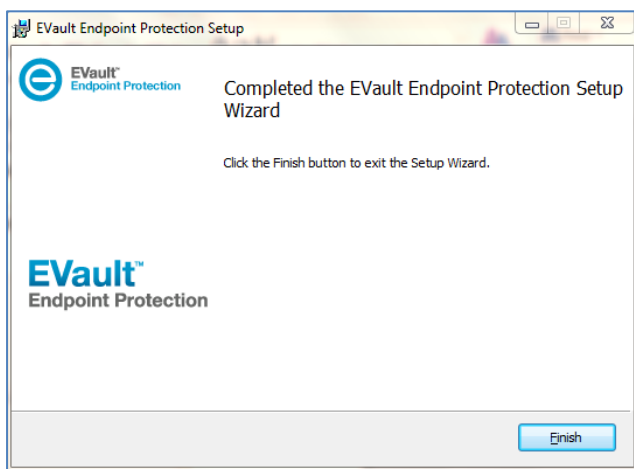 EVault Endpoint Protection Setup
EVault™
Endpoint Protection
Completed the EVault Endpoint Protection Setup
Wizard
Click the Finish button to exit the Setup Wizard.
EVault™
Endpoint Protection
Finish